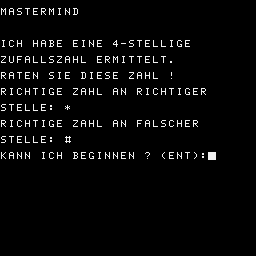 MASTERMIND
ICH HABE EINE 4-STELLIGE
ZUFALLSZAHL ERMITTELT.
RATEN SIE DIESE ZAHL !
RICHTIGE ZAHL AN RICHTIGER
STELLE: *
RICHTIGE ZAHL AN FALSCHER
STELLE: #
KANN ICH BEGINNEN ? (ENT):